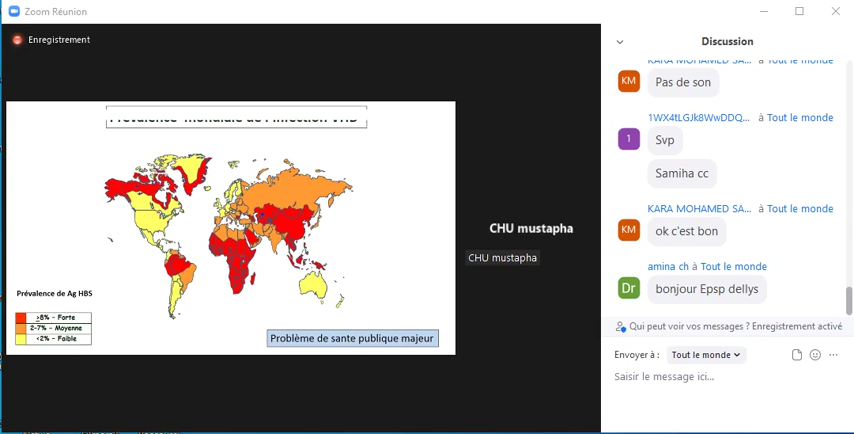 Zoom Réunion
Enregistrement
Prévalence mondiale de l'infection VHB
Prévalence de Ag HBS
≥8% – Forte
2-7% – Moyenne
<2% – Faible
Problème de sante publique majeur
CHU mustapha
CHU mustapha
Discussion
KARA MOHAMED SA... à Tout le monde
KM
Pas de son
1WX4tLGJk8WwDDQ... à Tout le monde
1
Svp
Samiha cc
KARA MOHAMED SA... à Tout le monde
KM
ok c'est bon
amina ch à Tout le monde
Dr
bonjour Epsp dellys
Qui peut voir vos messages ? Enregistrement activé
Envoyer à : Tout le monde
Saisir le message ici...